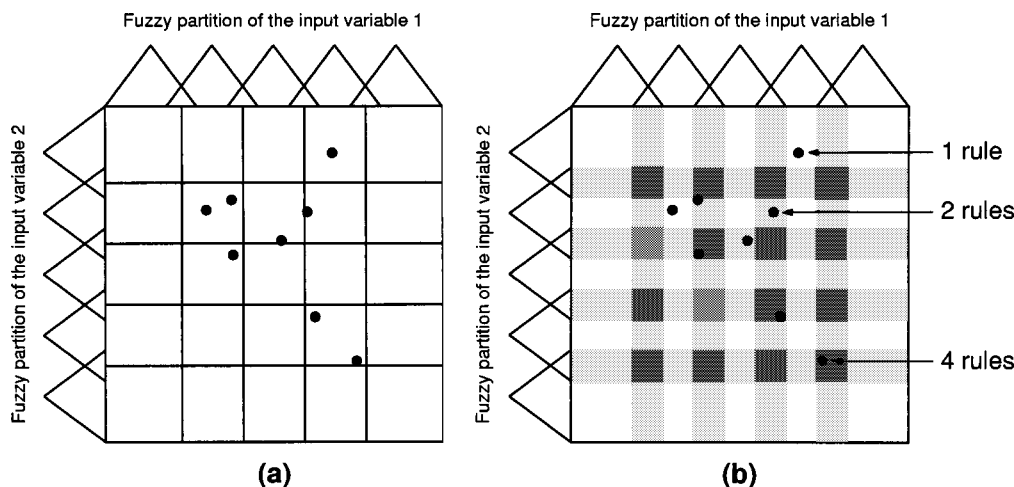 Fuzzy partition of the input variable 1
Fuzzy partition of the input variable 2
(a)
Fuzzy partition of the input variable 1
Fuzzy partition of the input variable 2
1 rule
2 rules
4 rules
(b)